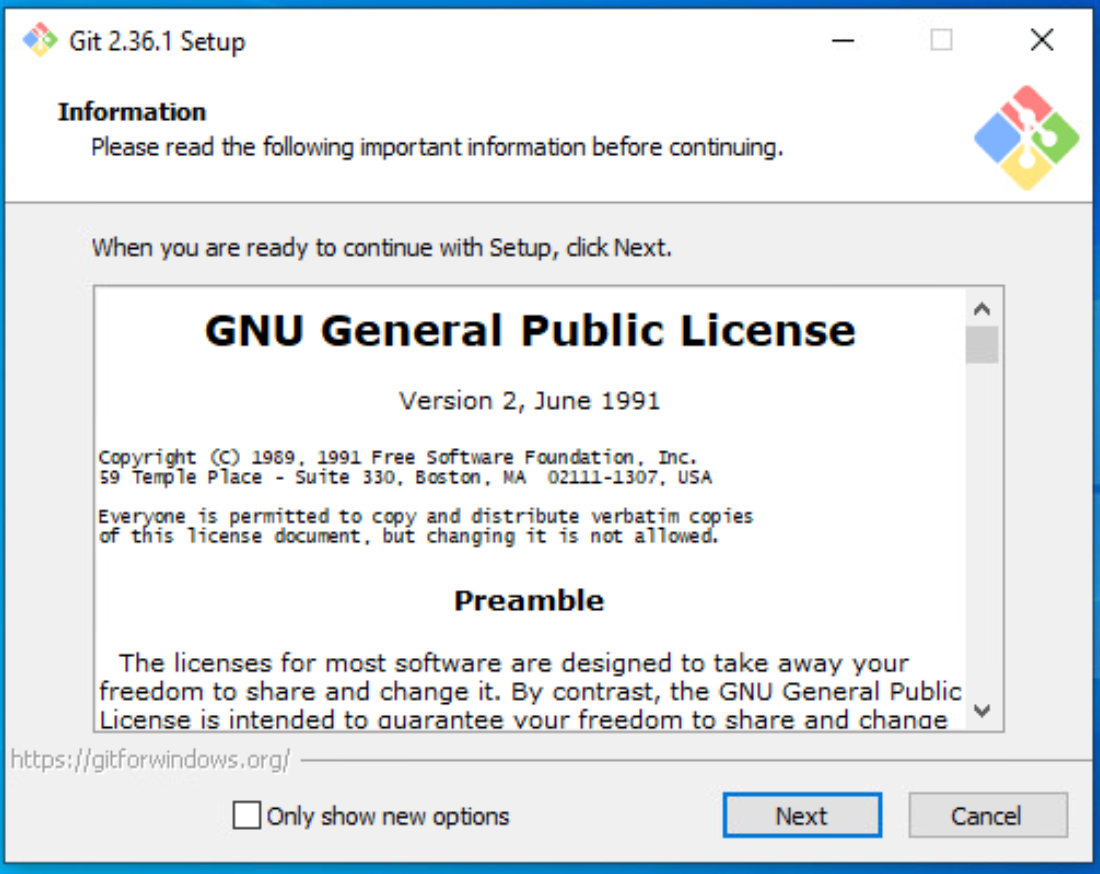 Git 2.36.1 Setup
Information
Please read the following important information before continuing.
When you are ready to continue with Setup, click Next.
GNU General Public License
Version 2, June 1991
Copyright (C) 1989, 1991 Free Software Foundation, Inc.
59 Temple Place - Suite 330, Boston, MA  02111-1307, USA
Everyone is permitted to copy and distribute verbatim copies
of this license document, but changing it is not allowed.
Preamble
The licenses for most software are designed to take away your
freedom to share and change it. By contrast, the GNU General Public
License is intended to guarantee your freedom to share and change
https://gitforwindows.org/
Only show new options
Next
Cancel